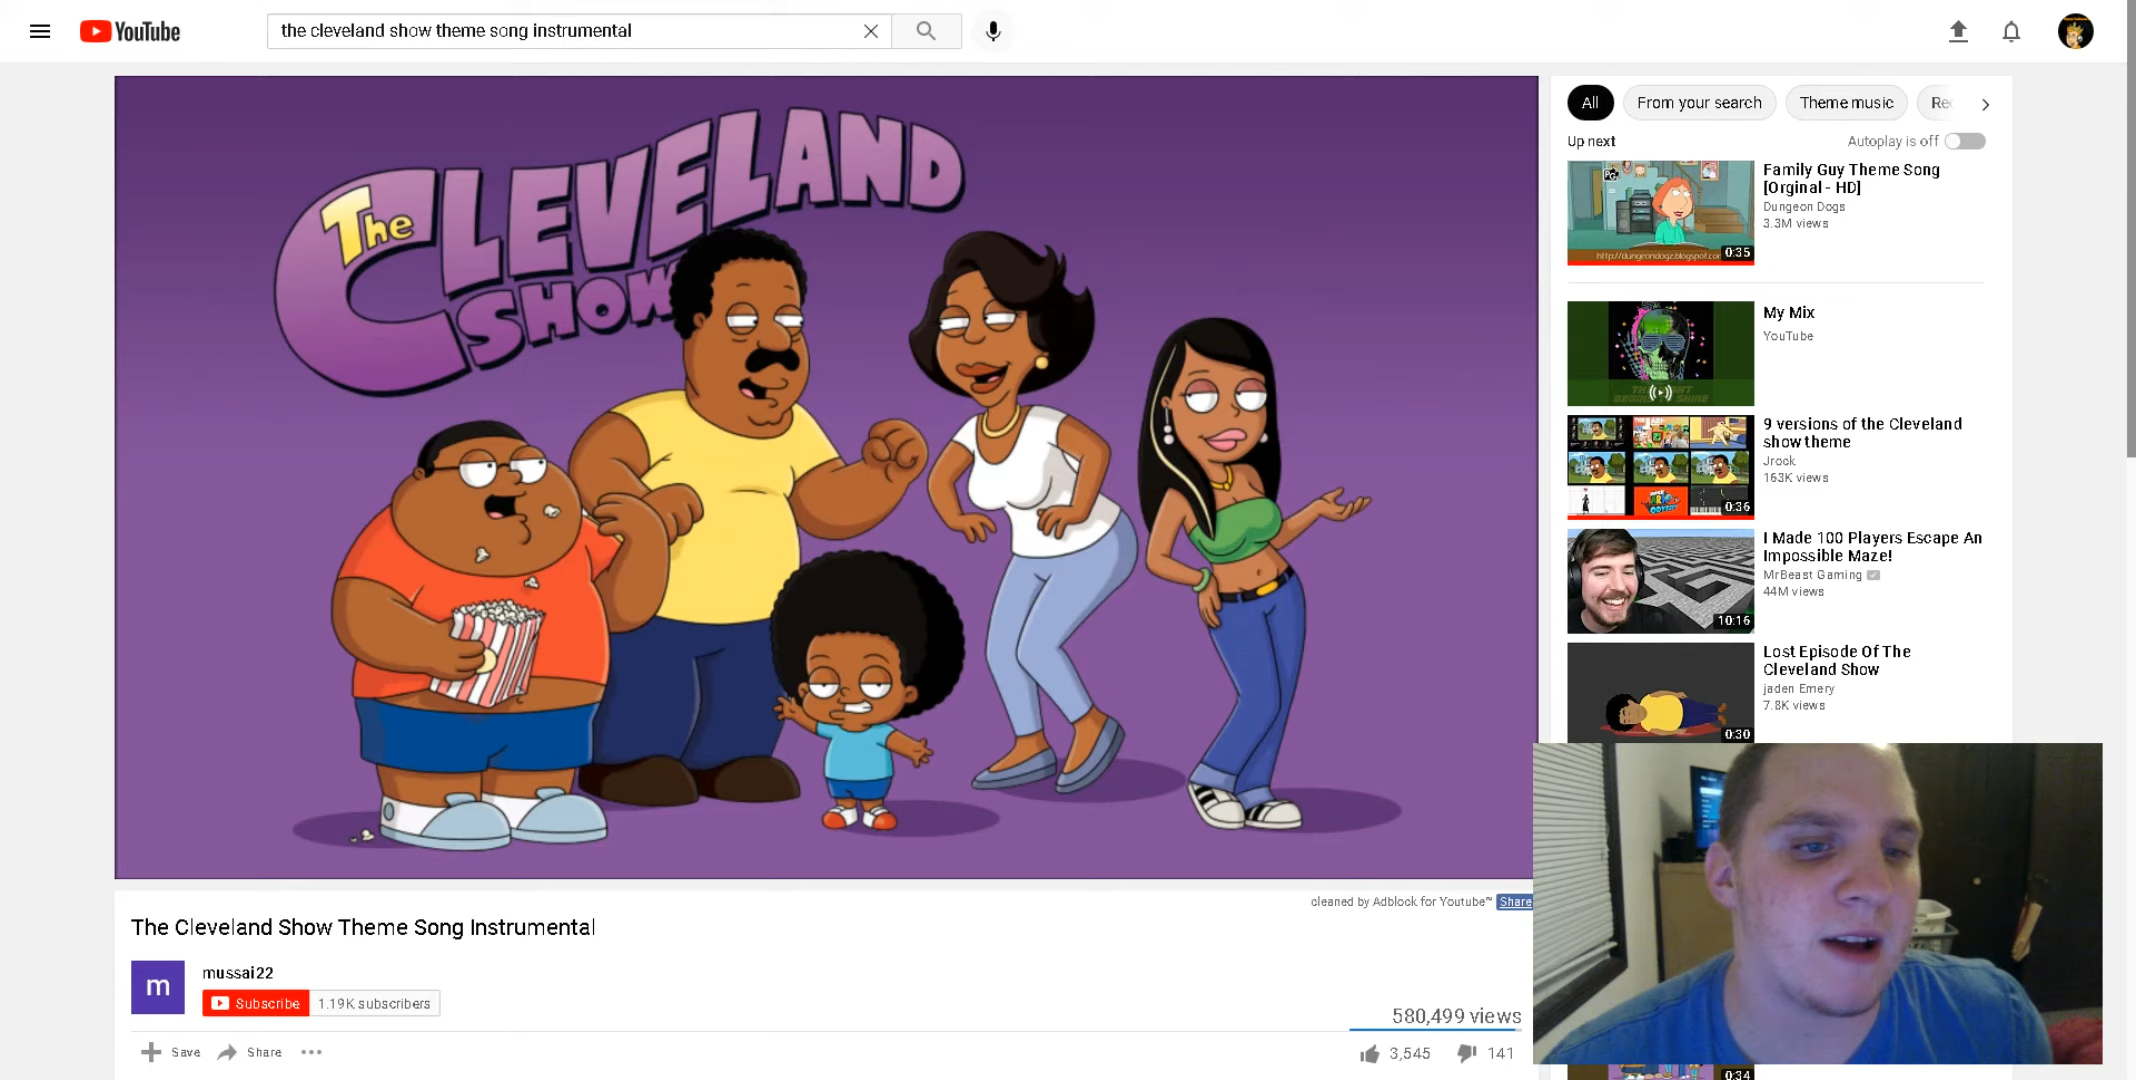 YouTube
the cleveland show theme song instrumental
The CLEVELAND SHOW
All
From your search
Theme music
Up next
Autoplay is off
Family Guy Theme Song
[Orginal - HD]
Dungeon Dogs
3.3M views
0:35
My Mix
YouTube
9 versions of the Cleveland
show theme
Jrock
163K views
0:36
I Made 100 Players Escape An
Impossible Maze!
MrBeast Gaming
44M views
10:16
Lost Episode Of The
Cleveland Show
jaden Emery
7.8K views
0:30
cleaned by Adblock for Youtube™ Share
The Cleveland Show Theme Song Instrumental
m
mussai22
Subscribe 1.19K subscribers
580,499 views
Save
Share
3,545
141
0:34